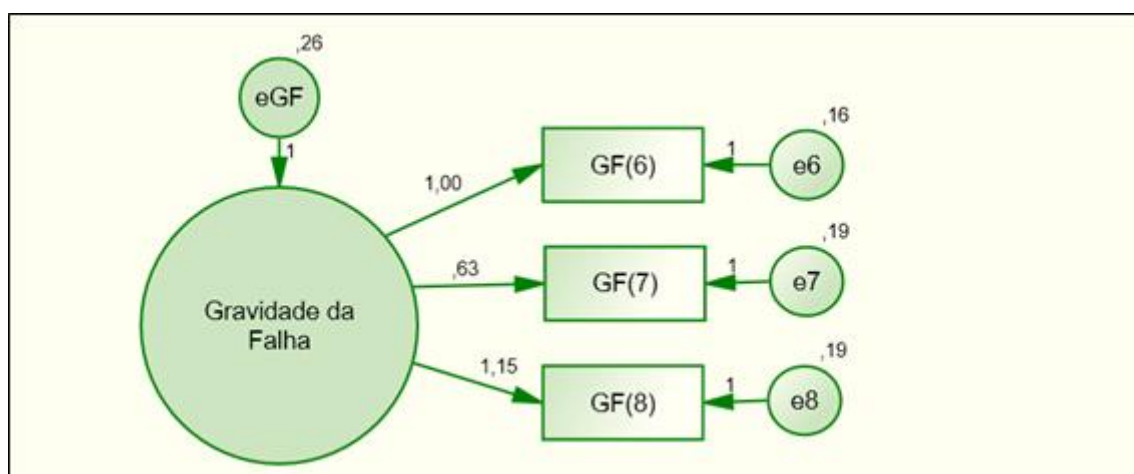 ,26
eGF
1
,16
1,00
GF(6)
1
e6
,19
,63
GF(7)
1
e7
Gravidade da
Falha
,19
1,15
GF(8)
1
e8